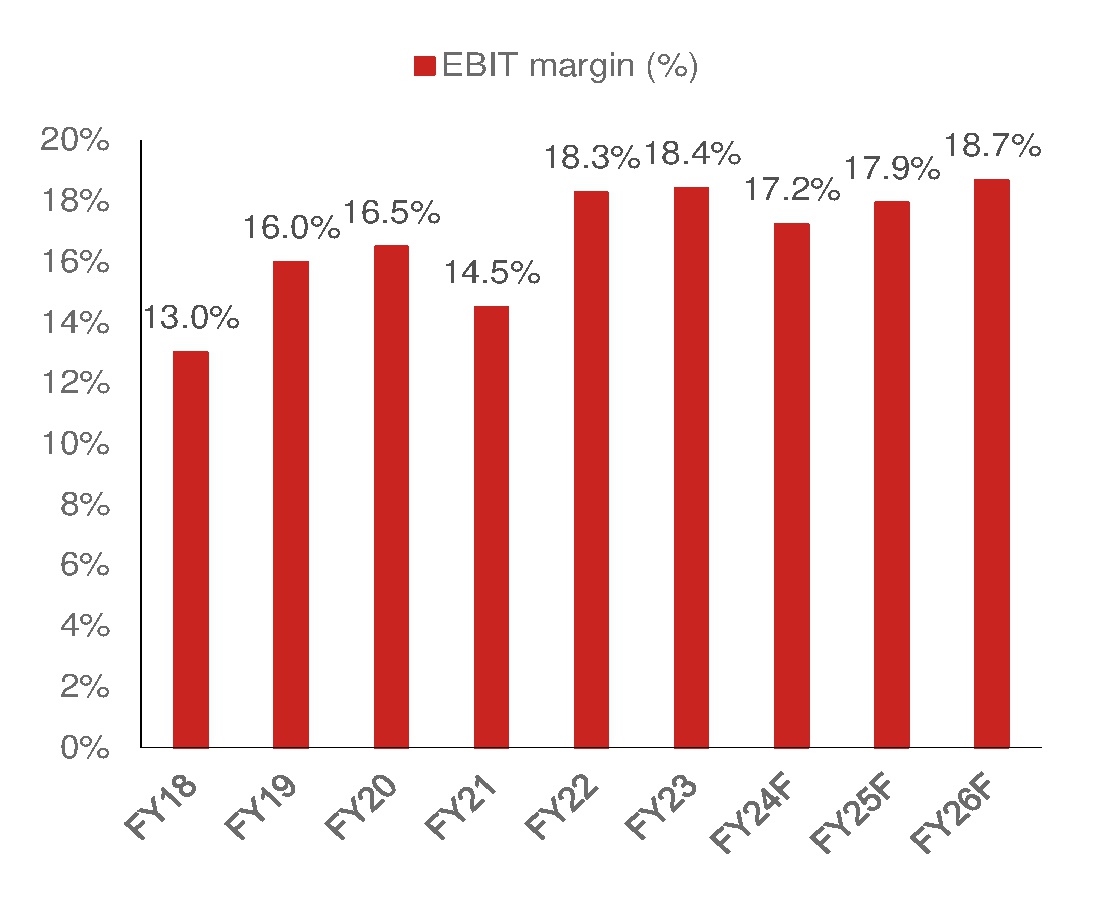 EBIT margin (%)
20%
18%
16%
14%
12%
10%
8%
6%
4%
2%
0%
13.0%
16.0%
16.5%
14.5%
18.3%
18.4%
17.2%
17.9%
18.7%
FY18
FY19
FY20
FY21
FY22
FY23
FY24F
FY25F
FY26F